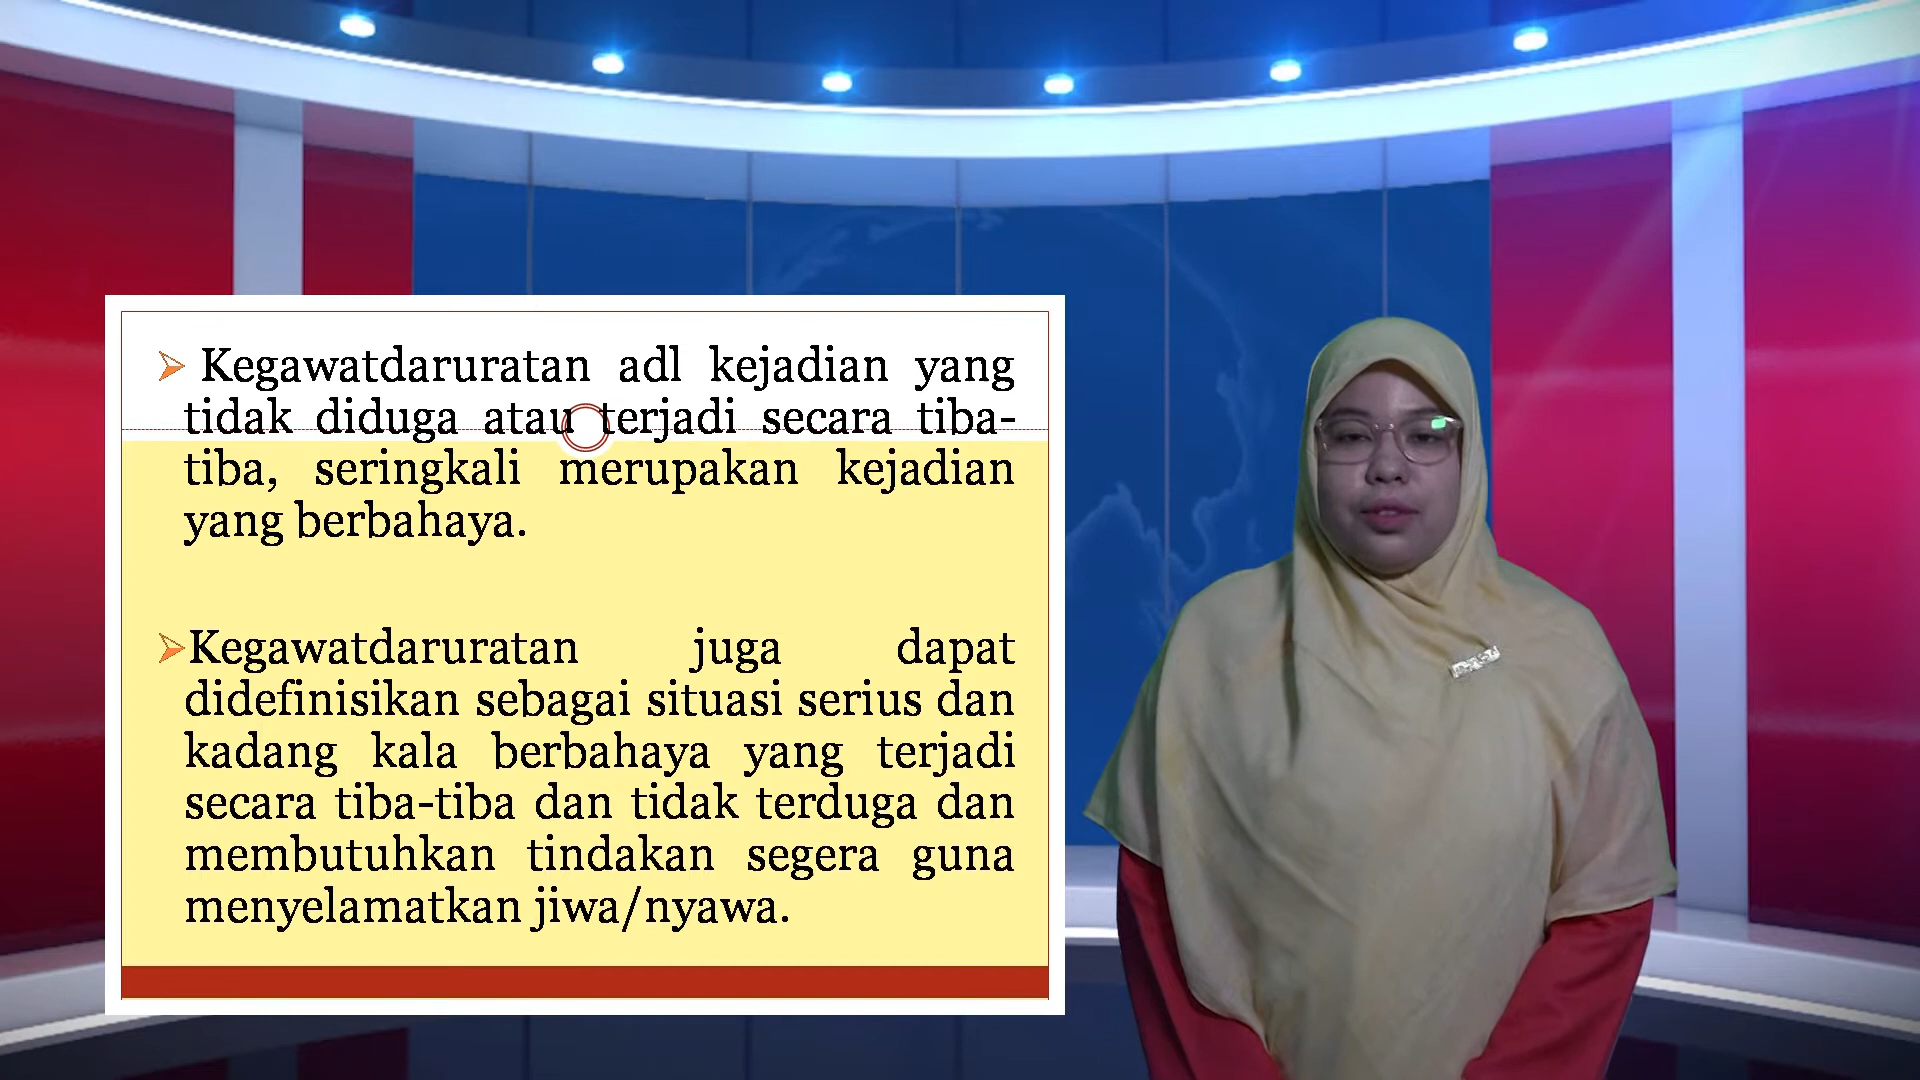 Kegawatdaruratan adl kejadian yang
tidak diduga atau terjadi secara tiba-
tiba, seringkali merupakan kejadian
yang berbahaya.
Kegawatdaruratan juga dapat
didefinisikan sebagai situasi serius dan
kadang kala berbahaya yang terjadi
secara tiba-tiba dan tidak terduga dan
membutuhkan tindakan segera guna
menyelamatkan jiwa/nyawa.